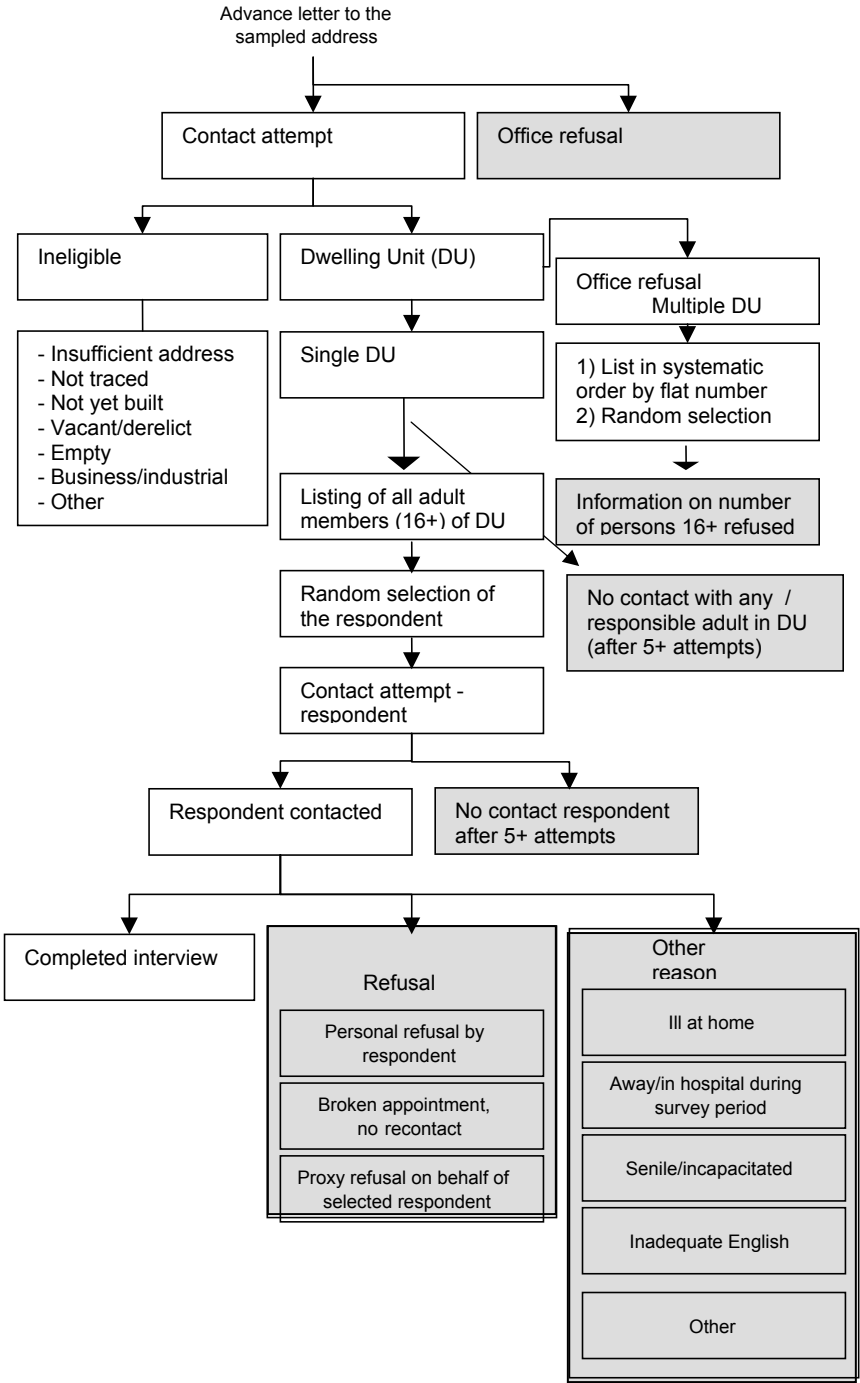 Advance letter to the
sampled address
Contact attempt
Office refusal
Ineligible
Dwelling Unit (DU)
Office refusal
Multiple DU
- Insufficient address
- Not traced
- Not yet built
- Vacant/derelict
- Empty
- Business/industrial
- Other
Single DU
1) List in systematic
order by flat number
2) Random selection
Listing of all adult
members (16+) of DU
Information on number
of persons 16+ refused
Random selection of
the respondent
No contact with any /
responsible adult in DU
(after 5+ attempts)
Contact attempt -
respondent
Respondent contacted
No contact respondent
after 5+ attempts
Completed interview
Refusal
Personal refusal by
respondent
Broken appointment,
no recontact
Proxy refusal on behalf of
selected respondent
Other
reason
Ill at home
Away/in hospital during
survey period
Senile/incapacitated
Inadequate English
Other